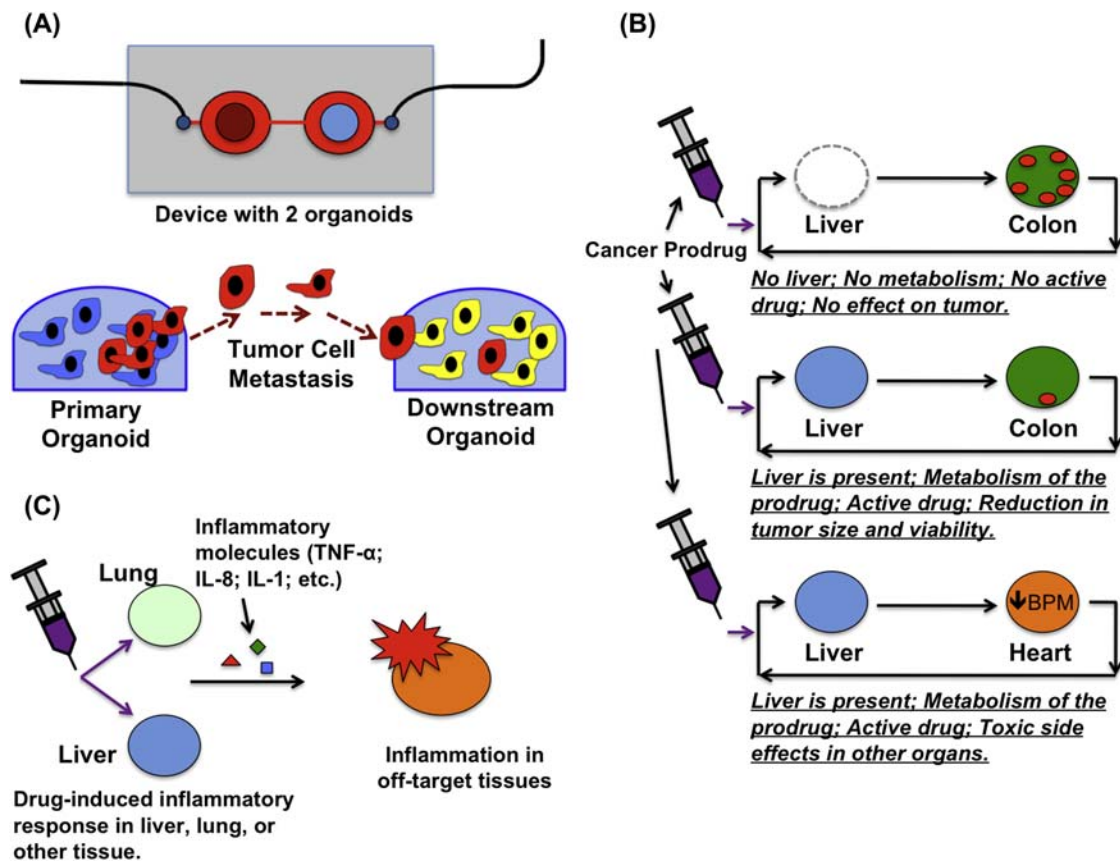 (A)
Device with 2 organoids
Tumor Cell
Metastasis
Primary
Organoid
Downstream
Organoid
(B)
Cancer Prodrug
Liver
Colon
No liver; No metabolism; No active
drug; No effect on tumor.
Liver
Colon
Liver is present; Metabolism of the
prodrug; Active drug; Reduction in
tumor size and viability.
BPM
Liver
Heart
Liver is present; Metabolism of the
prodrug; Active drug; Toxic side
effects in other organs.
(C)
Inflammatory
molecules (TNF-α;
IL-8; IL-1; etc.)
Lung
Liver
Drug-induced inflammatory
response in liver, lung, or
other tissue.
Inflammation in
off-target tissues